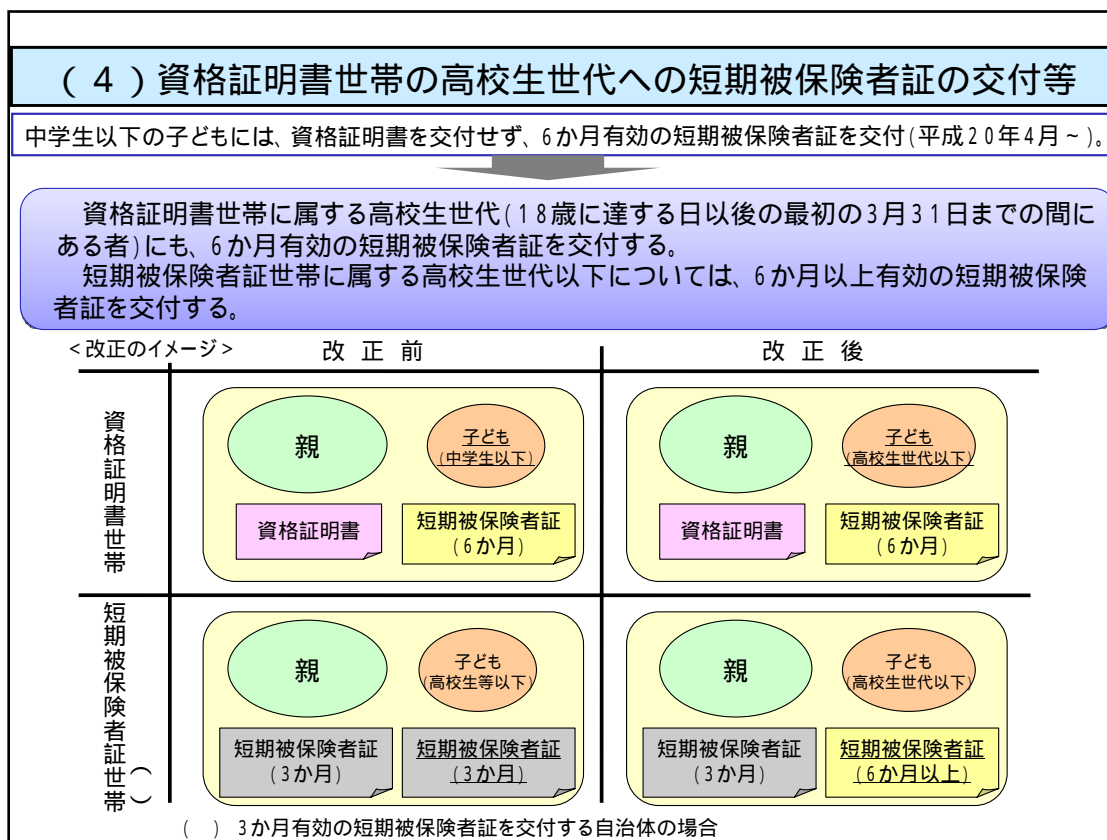 (4)資格証明書世帯の高校生世代への短期被保険者証の交付等
中学生以下の子どもには、資格証明書を交付せず、6か月有効の短期被保険者証を交付(平成20年4月~)。
資格証明書世帯に属する高校生世代(18歳に達する日以後の最初の3月31日までの間に
ある者)にも、6か月有効の短期被保険者証を交付する。
短期被保険者証世帯に属する高校生世代以下については、6か月以上有効の短期被保険
者証を交付する。
<改正のイメージ>
改正前
改正後
資格証明書世帯
親
子ども
(中学生以下)
資格証明書
短期被保険者証
(6か月)
親
子ども
(高校生世代以下)
資格証明書
短期被保険者証
(6か月)
短期被保険者証世帯( )
親
子ども
(高校生等以下)
短期被保険者証
(3か月)
短期被保険者証
(3か月)
親
子ども
(高校生世代以下)
短期被保険者証
(3か月)
短期被保険者証
(6か月以上)
( ) 3か月有効の短期被保険者証を交付する自治体の場合